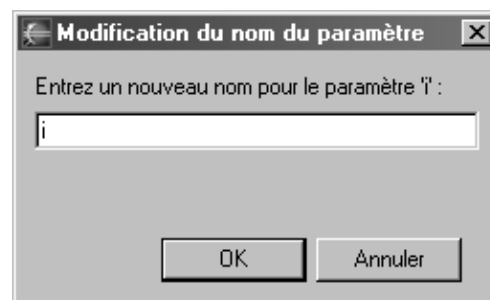 Modification du nom du paramètre
Entrez un nouveau nom pour le paramètre 'i' :
i
OK
Annuler